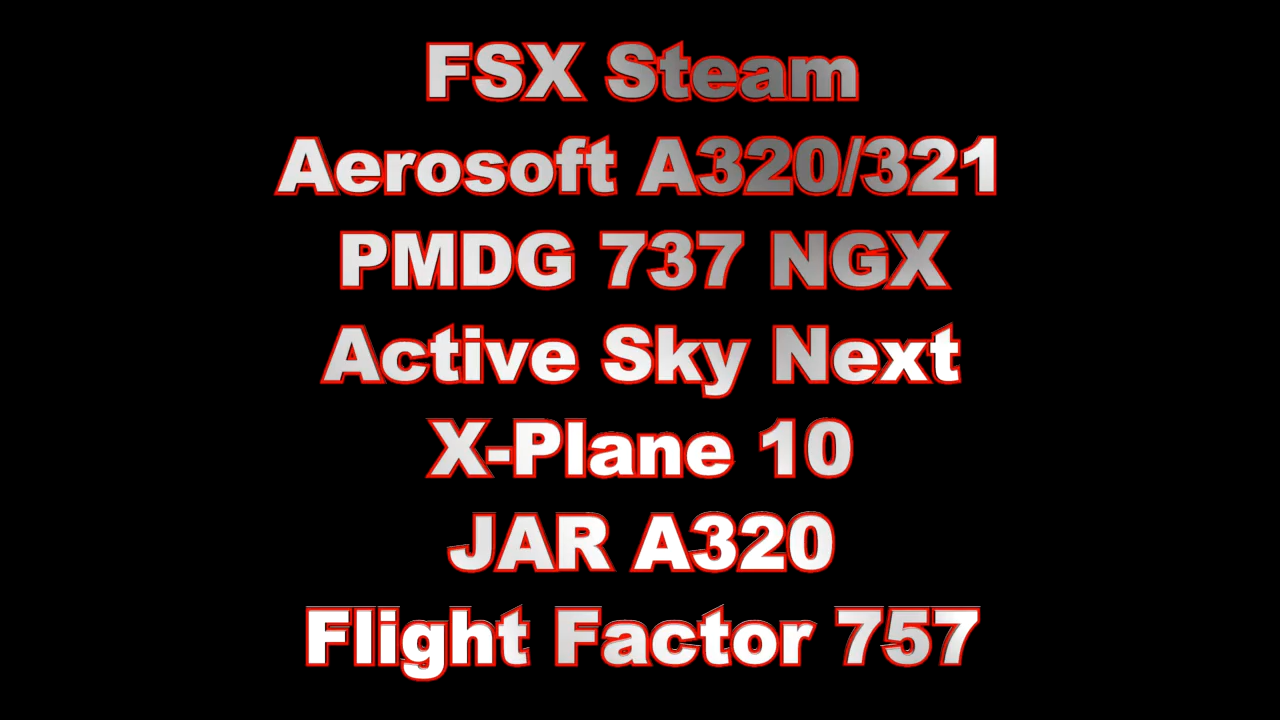 FSX Steam
Aerosoft A320/321
PMDG 737 NGX
Active Sky Next
X-Plane 10
JAR A320
Flight Factor 757